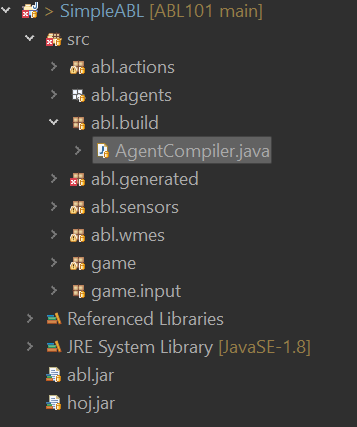 > SimpleABL [ABL101 main]
src
abl.actions
abl.agents
abl.build
AgentCompiler.java
abl.generated
abl.sensors
abl.wmes
game
game.input
Referenced Libraries
JRE System Library [JavaSE-1.8]
abl.jar
hoj.jar